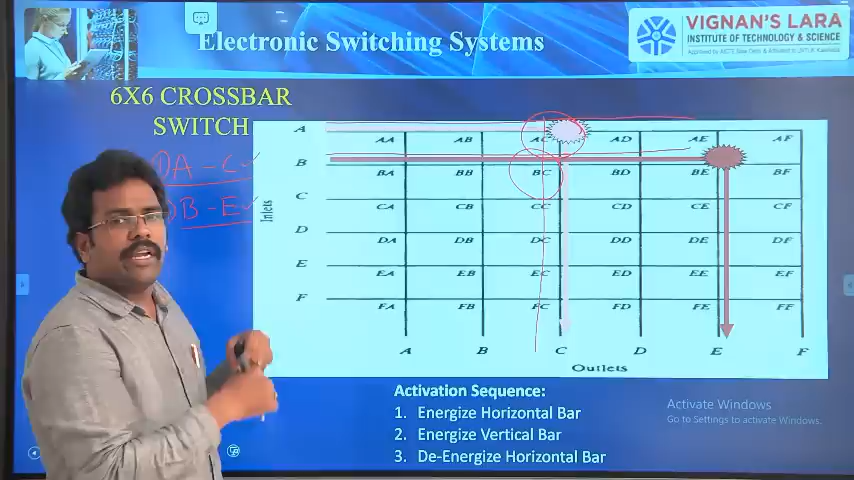 Electronic Switching Systems
VIGNAN'S LARA
INSTITUTE OF TECHNOLOGY & SCIENCE
6X6 CROSSBAR
SWITCH
A - C ✓
B - E ✓
Inlets
A AA AB AC AD AE AF
B BA BB BC BD BE BF
C CA CB CC CD CE CF
D DA DB DC DD DE DF
E EA EB EC ED EE EF
F FA FB FC FD FE FF
A B C D E F
Outlets
Activation Sequence:
1. Energize Horizontal Bar
2. Energize Vertical Bar
3. De-Energize Horizontal Bar
Activate Windows
Go to Settings to activate Windows.